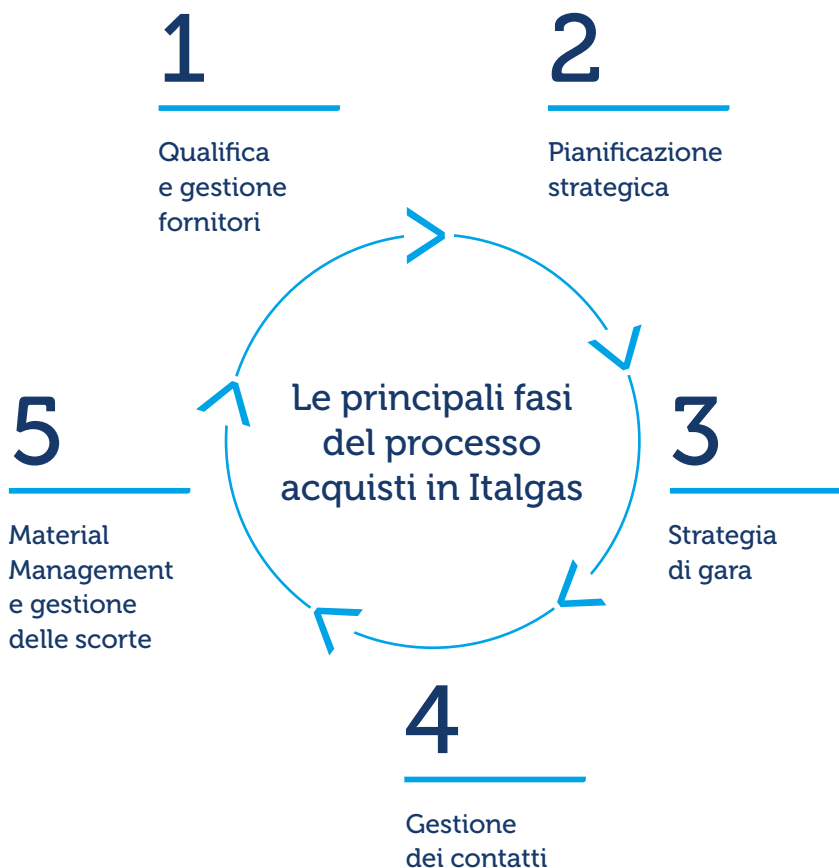 1
Qualifica
e gestione
fornitori
2
Pianificazione
strategica
Le principali fasi
del processo
acquisti in Italgas
3
Strategia
di gara
4
Gestione
dei contatti
5
Material
Management
e gestione
delle scorte